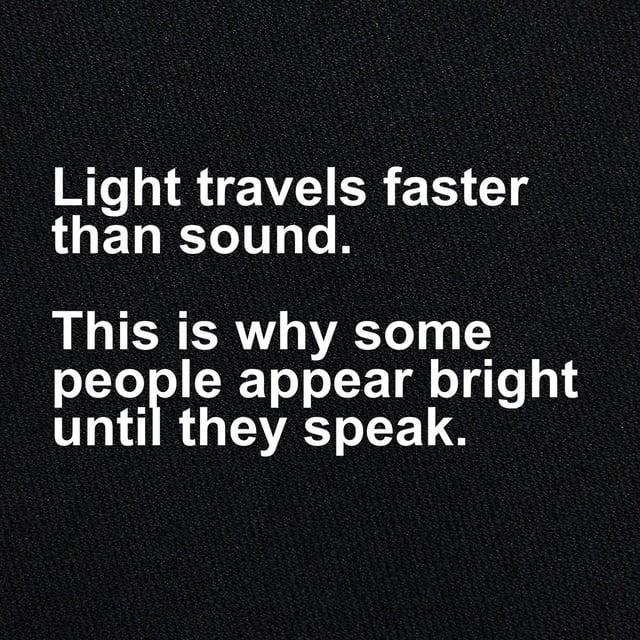 Light travels faster
than sound.
This is why some
people appear bright
until they speak.